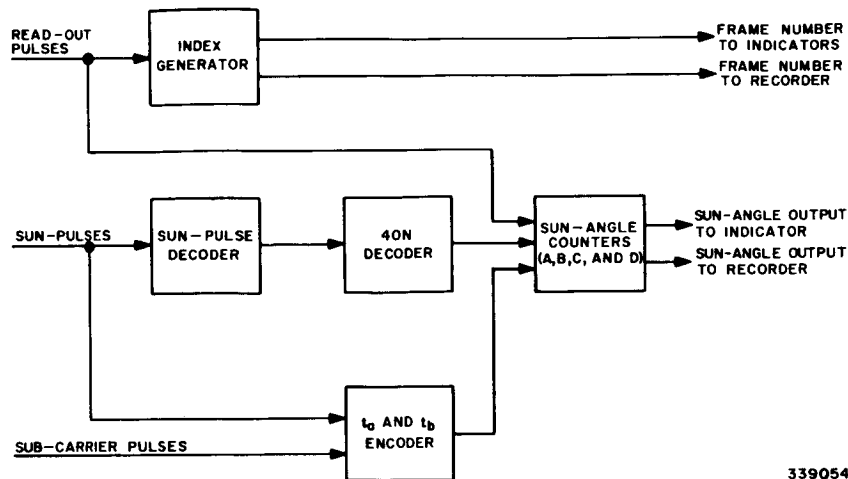 READ-OUT
PULSES
INDEX
GENERATOR
FRAME NUMBER
TO INDICATORS
FRAME NUMBER
TO RECORDER
SUN-PULSES
SUN-PULSE
DECODER
40N
DECODER
SUN-ANGLE
COUNTERS
(A,B,C, AND D)
SUN-ANGLE OUTPUT
TO INDICATOR
SUN-ANGLE OUTPUT
TO RECORDER
SUB-CARRIER PULSES
ta AND tb
ENCODER
339054